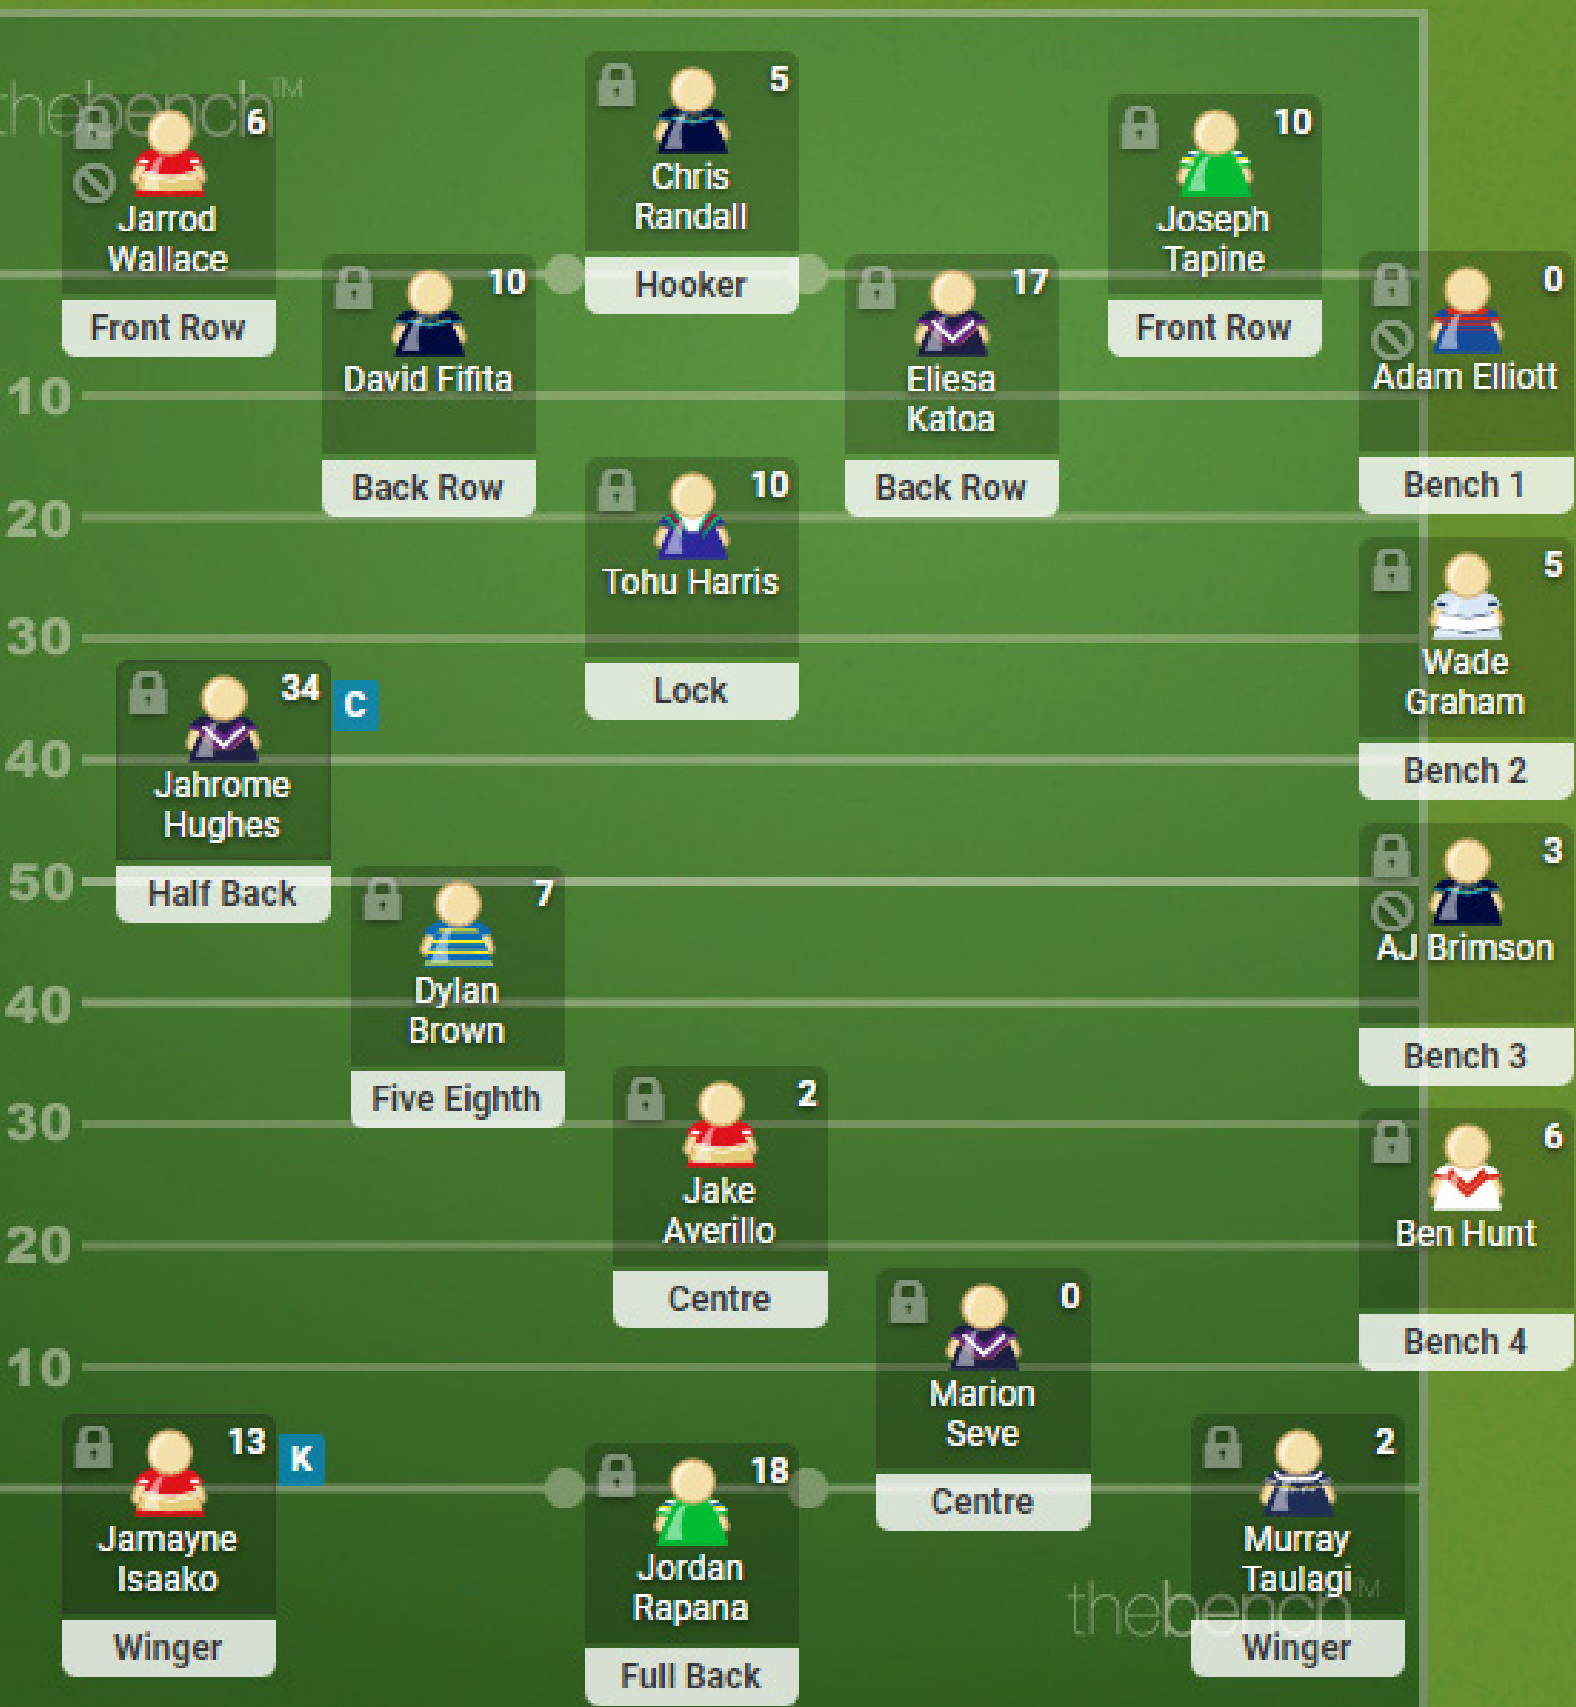 thebench™
6
Jarrod
Wallace
Front Row
5
Chris
Randall
Hooker
10
Joseph
Tapine
Front Row
10
David Fifita
Back Row
17
Eliesa
Katoa
Back Row
0
Adam Elliott
Bench 1
10
Tohu Harris
Lock
5
Wade
Graham
Bench 2
34
C
Jahrome
Hughes
Half Back
7
Dylan
Brown
Five Eighth
3
AJ Brimson
Bench 3
2
Jake
Averillo
Centre
6
Ben Hunt
Bench 4
0
Marion
Seve
Centre
13
K
Jamayne
Isaako
Winger
18
Jordan
Rapana
Full Back
2
Murray
Taulagi
Winger
thebench™
10
20
30
40
50
40
30
20
10